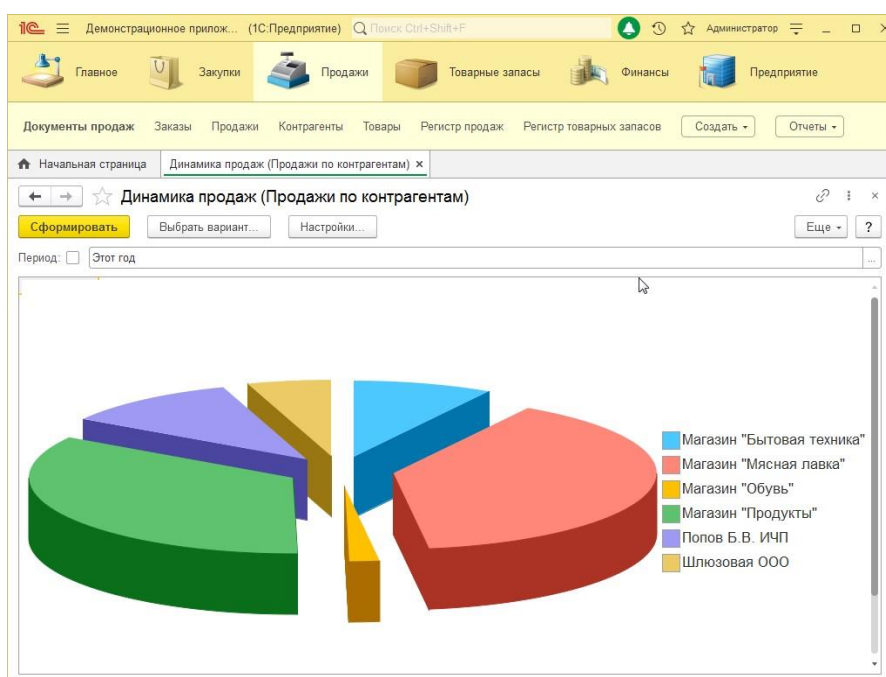 1С Демонстрационное прилож... (1С:Предприятие) Поиск Ctrl+Shift+F Администратор
Главное Закупки Продажи Товарные запасы Финансы Предприятие
Документы продаж Заказы Продажи Контрагенты Товары Регистр продаж Регистр товарных запасов Создать Отчеты
Начальная страница Динамика продаж (Продажи по контрагентам) ×
Динамика продаж (Продажи по контрагентам)
Сформировать Выбрать вариант... Настройки... Еще ?
Период: Этот год ...
Магазин "Бытовая техника"
Магазин "Мясная лавка"
Магазин "Обувь"
Магазин "Продукты"
Попов Б.В. ИЧП
Шлюзовая ООО